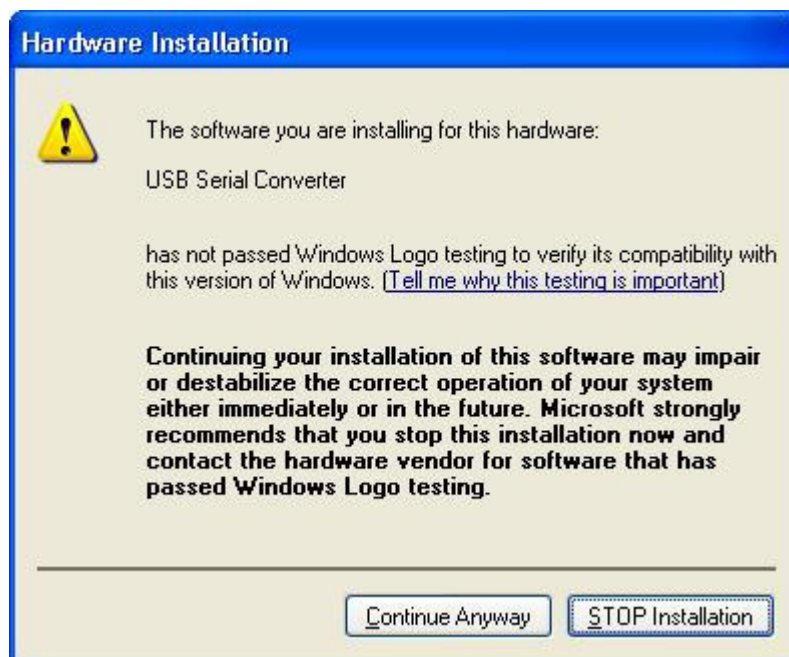 Hardware Installation
The software you are installing for this hardware:
USB Serial Converter
has not passed Windows Logo testing to verify its compatibility with
this version of Windows. (Tell me why this testing is important)
Continuing your installation of this software may impair
or destabilize the correct operation of your system
either immediately or in the future. Microsoft strongly
recommends that you stop this installation now and
contact the hardware vendor for software that has
passed Windows Logo testing.
Continue Anyway STOP Installation